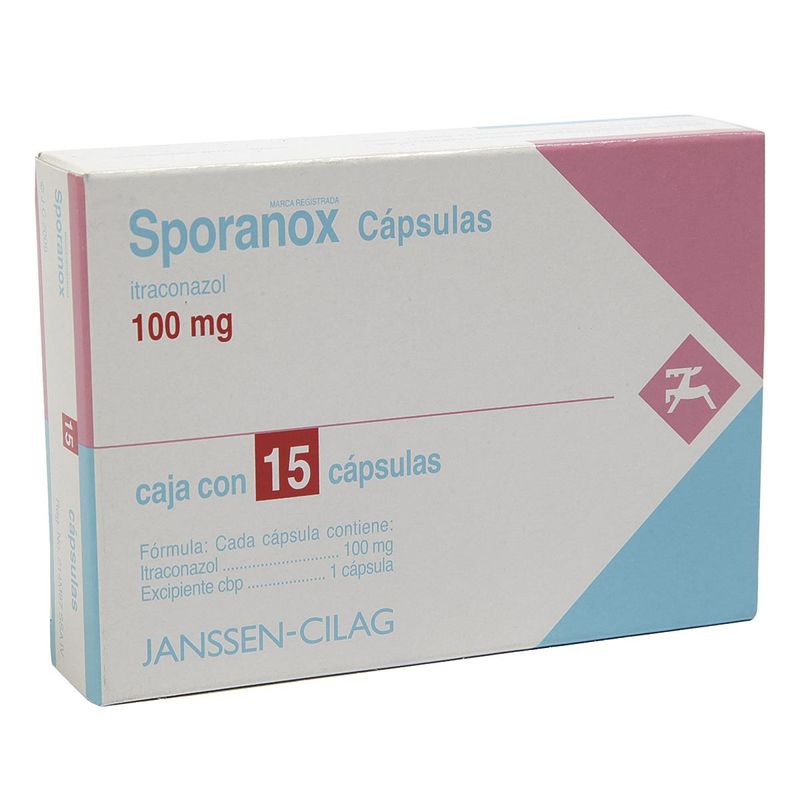 MARCA REGISTRADA
Sporanox Cápsulas
itraconazol
100 mg
caja con 15 cápsulas
Fórmula: Cada cápsula contiene:
Itraconazol ................................ 100 mg
Excipiente cbp ........................ 1 cápsula
JANSSEN-CILAG
Sporanox
15
cápsulas